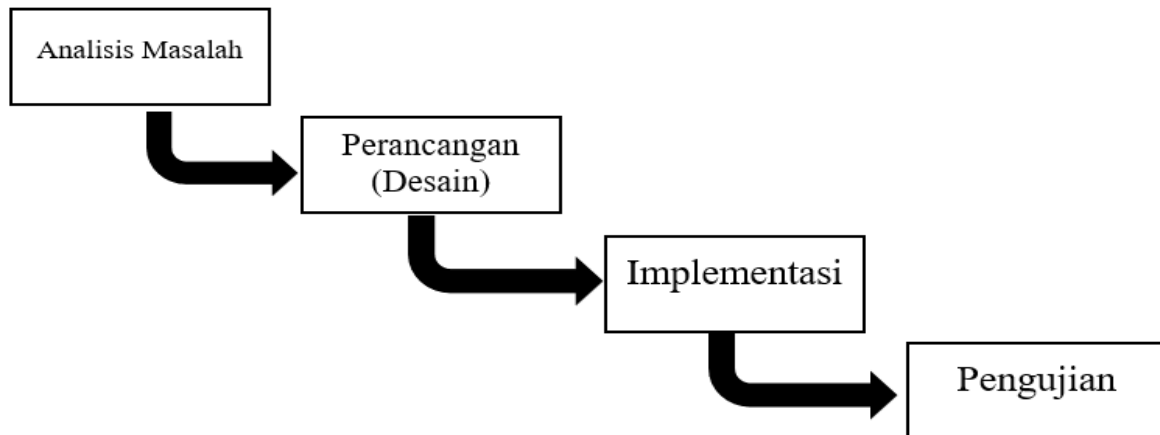 Analisis Masalah
Perancangan
(Desain)
Implementasi
Pengujian